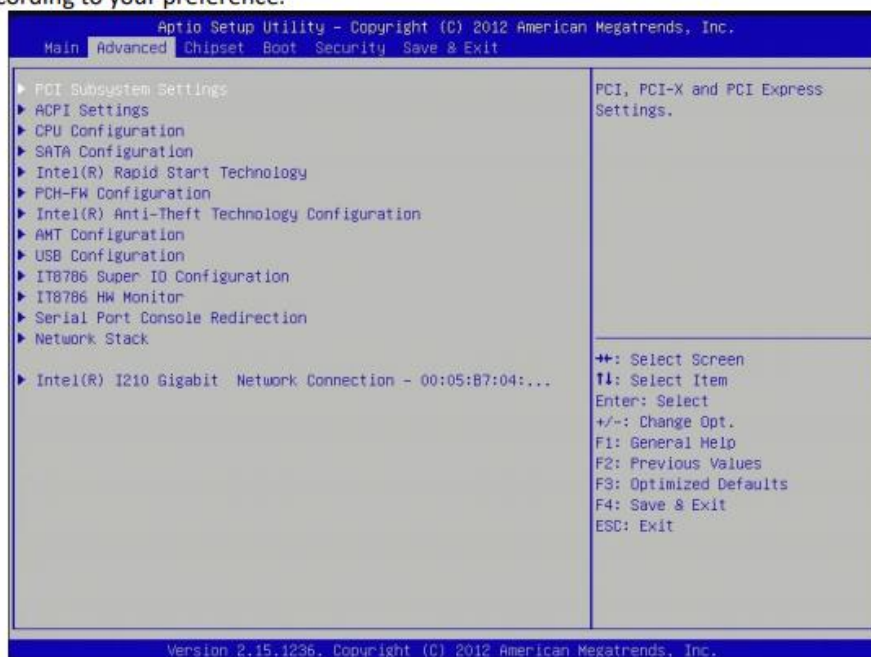 cording to your preference.
Aptio Setup Utility – Copyright (C) 2012 American Megatrends, Inc.
Main Advanced Chipset Boot Security Save & Exit
▶ PCI Subsystem Settings
▶ ACPI Settings
▶ CPU Configuration
▶ SATA Configuration
▶ Intel(R) Rapid Start Technology
▶ PCH-FW Configuration
▶ Intel(R) Anti-Theft Technology Configuration
▶ AMT Configuration
▶ USB Configuration
▶ IT8786 Super IO Configuration
▶ IT8786 HW Monitor
▶ Serial Port Console Redirection
▶ Network Stack
▶ Intel(R) I210 Gigabit Network Connection - 00:05:B7:04:...
PCI, PCI-X and PCI Express
Settings.
→←: Select Screen
↑↓: Select Item
Enter: Select
+/-: Change Opt.
F1: General Help
F2: Previous Values
F3: Optimized Defaults
F4: Save & Exit
ESC: Exit
Version 2.15.1236. Copyright (C) 2012 American Megatrends, Inc.